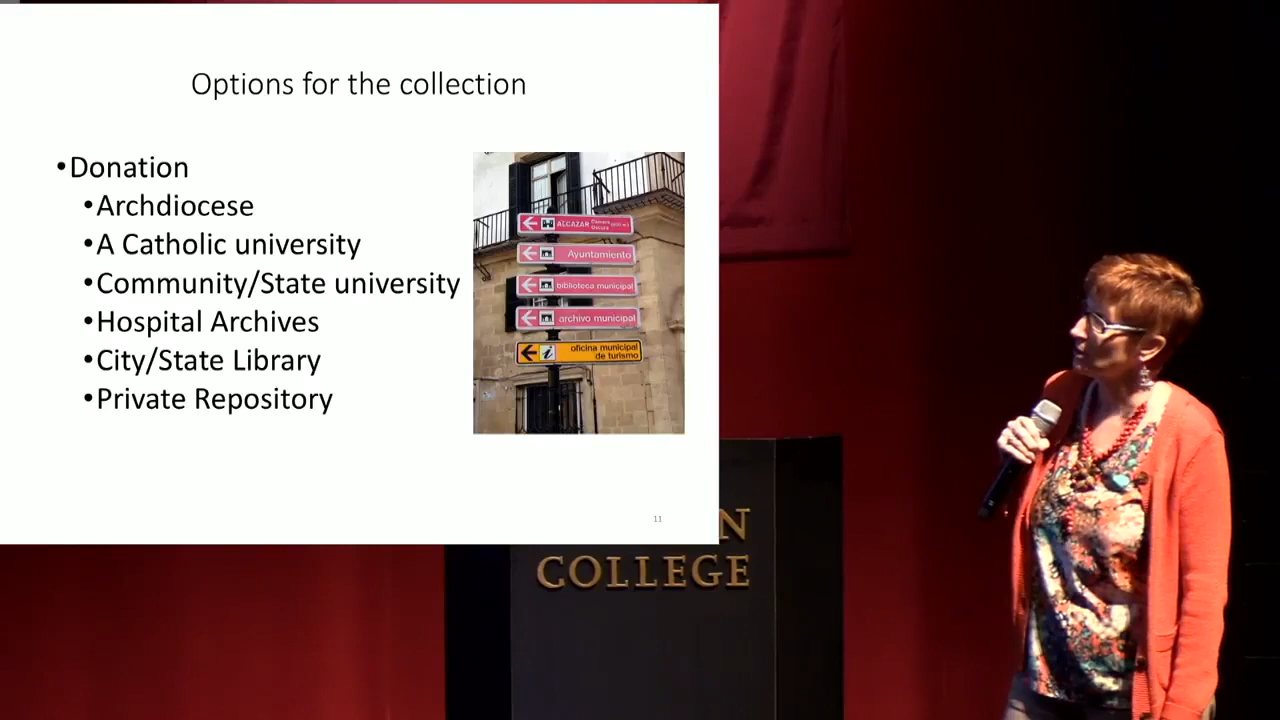 Options for the collection
•Donation
•Archdiocese
•A Catholic university
•Community/State university
•Hospital Archives
•City/State Library
•Private Repository
ALCAZAR
Ayuntamiento
biblioteca municipal
archivo municipal
i
oficina municipal
de turismo
11
COLLEGE